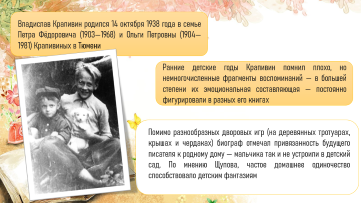 Владислав Крапивин родился 14 октября 1938 года в семье
Петра Фёдоровича (1903—1968) и Ольги Петровны (1904—
1981) Крапивиных в Тюмени
Ранние детские годы Крапивин помнил плохо, но
немногочисленные фрагменты воспоминаний — в большей
степени их эмоциональная составляющая — постоянно
фигурировали в разных его книгах
Помимо разнообразных дворовых игр (на деревянных тротуарах,
крышах и чердаках) биограф отмечал привязанность будущего
писателя к родному дому — мальчика так и не устроили в детский
сад. По мнению Щупова, частое домашнее одиночество
способствовало детским фантазиям